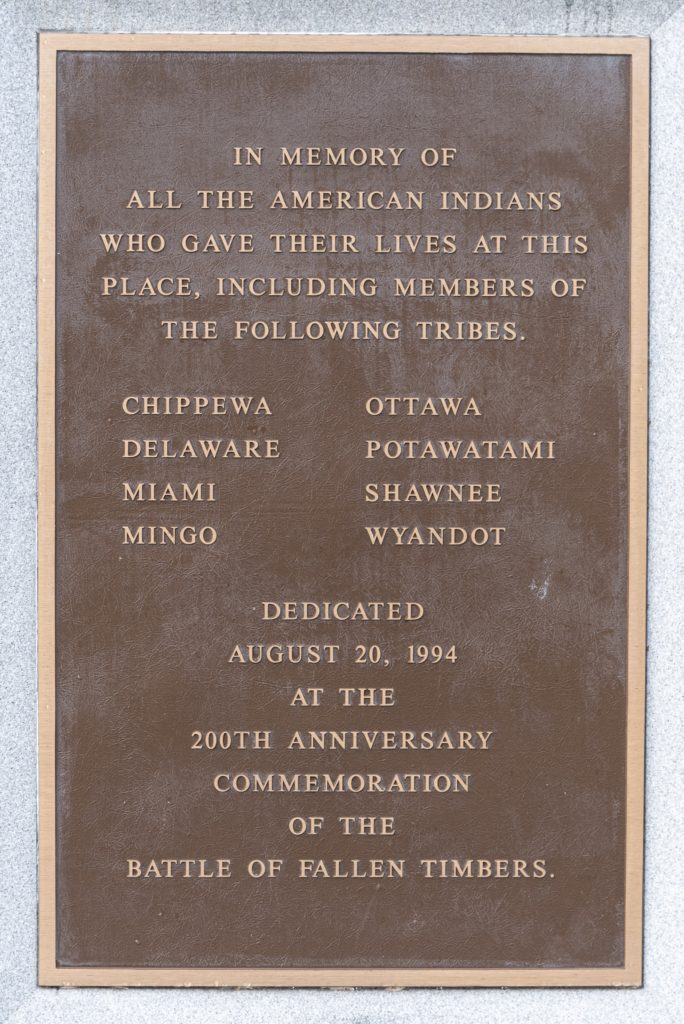 IN MEMORY OF
ALL THE AMERICAN INDIANS
WHO GAVE THEIR LIVES AT THIS
PLACE, INCLUDING MEMBERS OF
THE FOLLOWING TRIBES.
CHIPPEWA OTTAWA
DELAWARE POTAWATAMI
MIAMI SHAWNEE
MINGO WYANDOT
DEDICATED
AUGUST 20, 1994
AT THE
200TH ANNIVERSARY
COMMEMORATION
OF THE
BATTLE OF FALLEN TIMBERS.